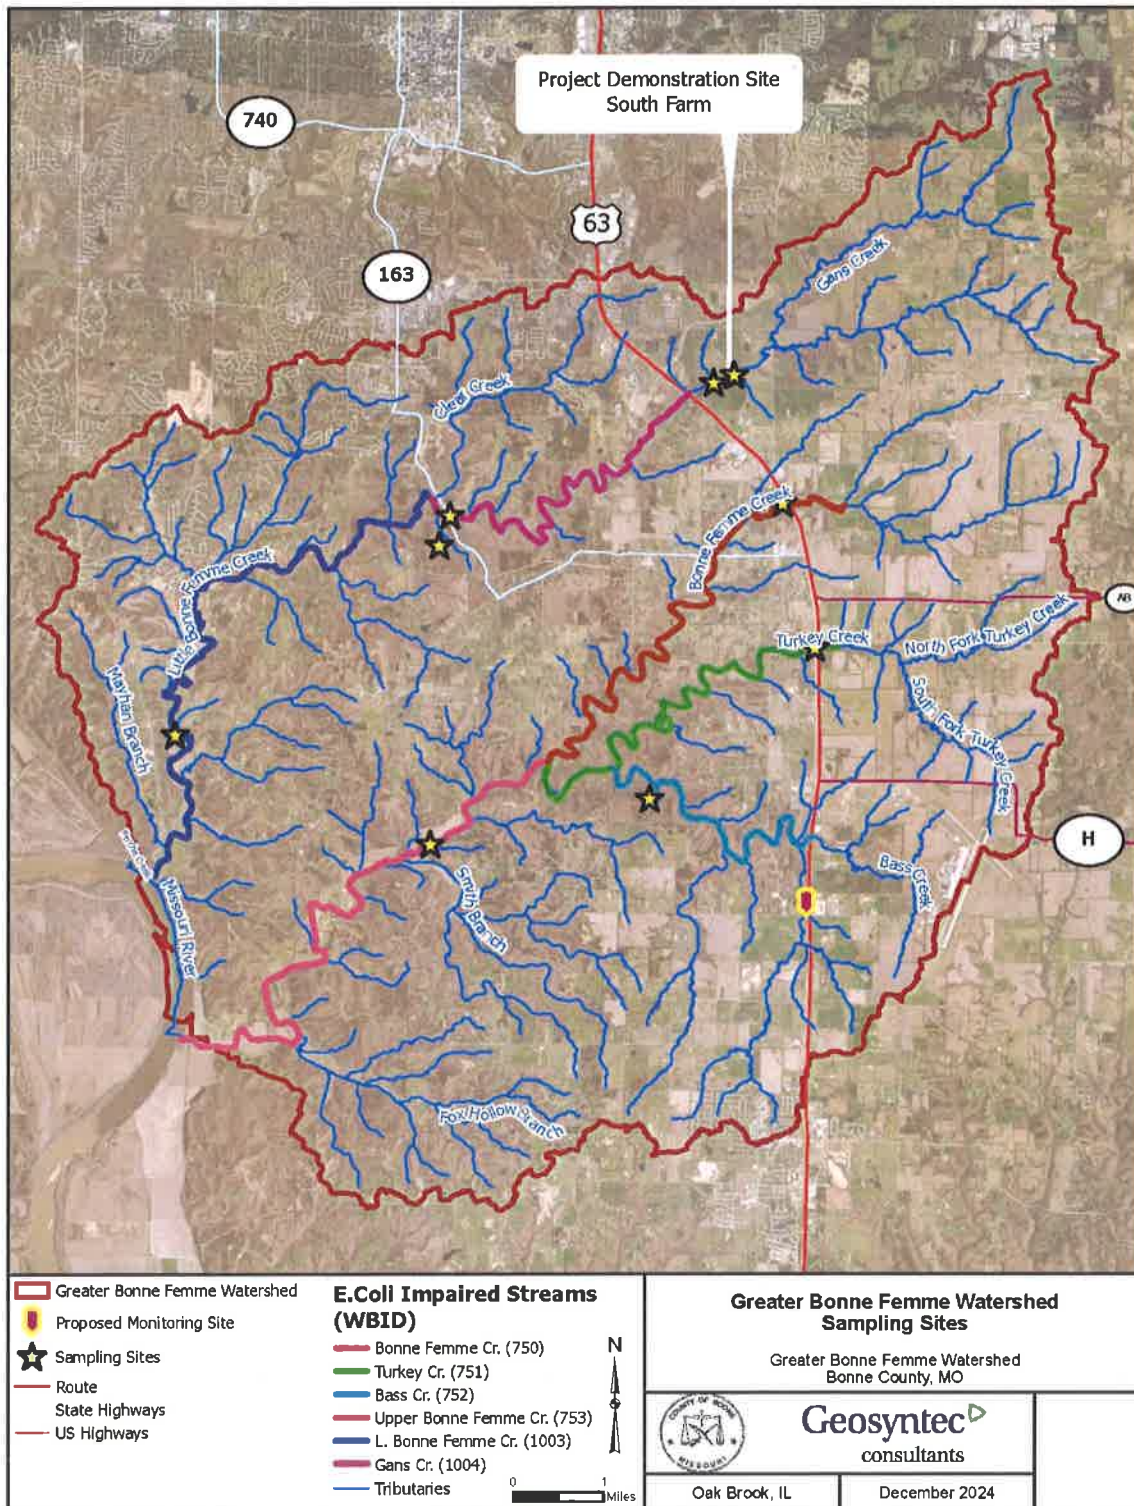 Project Demonstration Site
South Farm
740
63
163
Gans Creek
Clear Creek
Bonne Femme Creek
Little Bonne Femme Creek
AB
Turkey Creek
North Fork Turkey Creek
South Fork Turkey Creek
Mayhan Branch
H
Bass Creek
Smith Branch
Missouri River
Fox Hollow Branch
Greater Bonne Femme Watershed
Proposed Monitoring Site
Sampling Sites
Route
State Highways
US Highways
E.Coli Impaired Streams
(WBID)
Bonne Femme Cr. (750)
Turkey Cr. (751)
Bass Cr. (752)
Upper Bonne Femme Cr. (753)
L. Bonne Femme Cr. (1003)
Gans Cr. (1004)
Tributaries
N
0 1
Miles
Greater Bonne Femme Watershed
Sampling Sites
Greater Bonne Femme Watershed
Bonne County, MO
COUNTY OF BOONE
MISSOURI
Geosyntec
consultants
Oak Brook, IL
December 2024